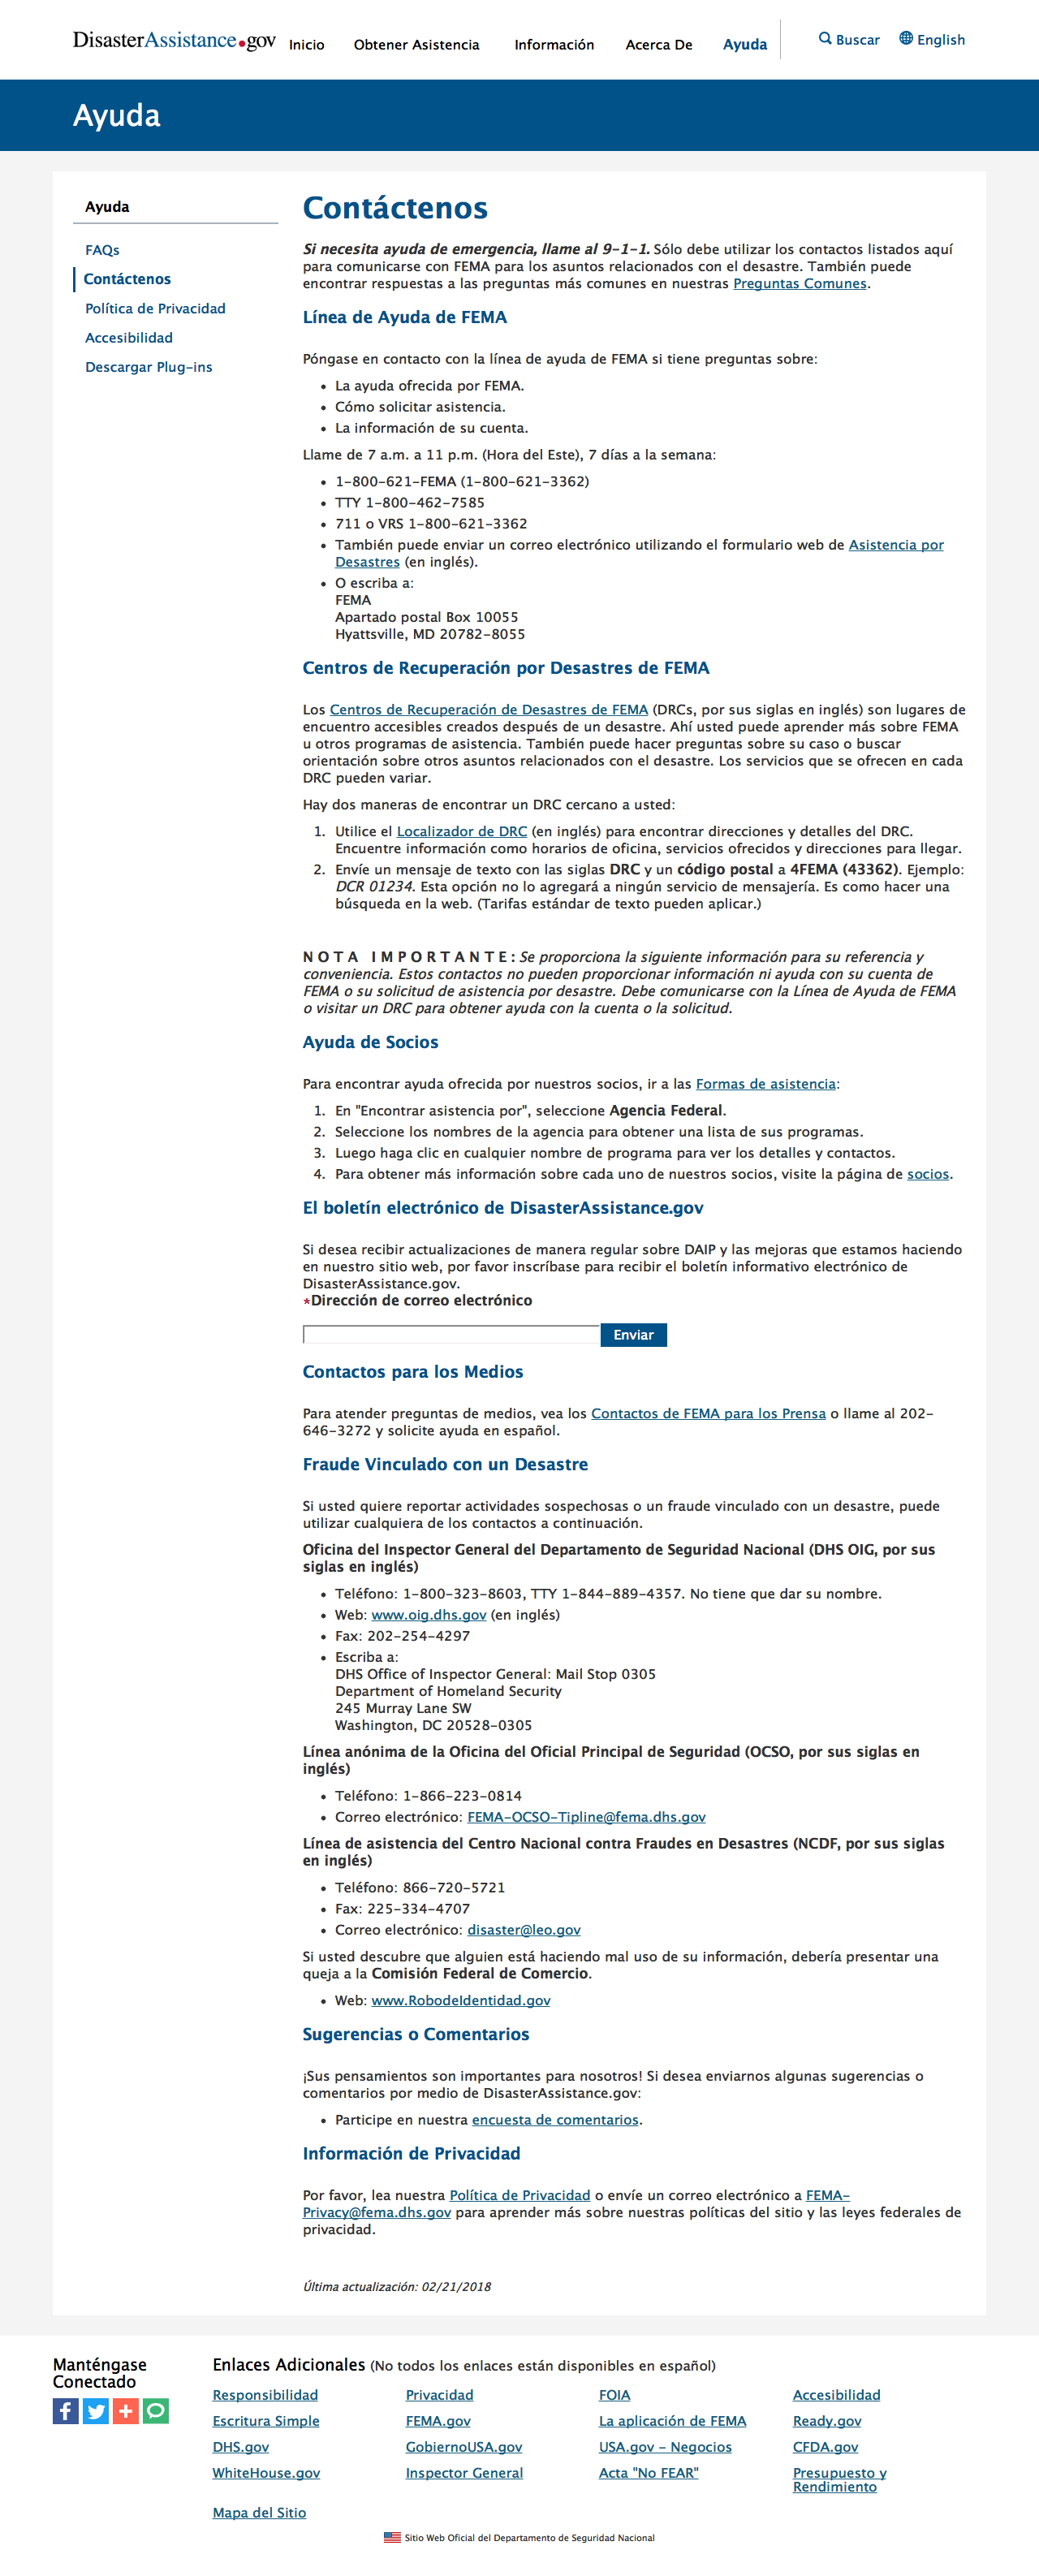 DisasterAssistance.gov Inicio Obtener Asistencia Información Acerca De Ayuda Buscar English
Ayuda
Ayuda
FAQs
Contáctenos
Política de Privacidad
Accesibilidad
Descargar Plug-ins
Contáctenos
Si necesita ayuda de emergencia, llame al 9-1-1. Sólo debe utilizar los contactos listados aquí
para comunicarse con FEMA para los asuntos relacionados con el desastre. También puede
encontrar respuestas a las preguntas más comunes en nuestras Preguntas Comunes.
Línea de Ayuda de FEMA
Póngase en contacto con la línea de ayuda de FEMA si tiene preguntas sobre:
• La ayuda ofrecida por FEMA.
• Cómo solicitar asistencia.
• La información de su cuenta.
Llame de 7 a.m. a 11 p.m. (Hora del Este), 7 días a la semana:
• 1-800-621-FEMA (1-800-621-3362)
• TTY 1-800-462-7585
• 711 o VRS 1-800-621-3362
• También puede enviar un correo electrónico utilizando el formulario web de Asistencia por
Desastres (en inglés).
• O escriba a:
FEMA
Apartado postal Box 10055
Hyattsville, MD 20782-8055
Centros de Recuperación por Desastres de FEMA
Los Centros de Recuperación de Desastres de FEMA (DRCs, por sus siglas en inglés) son lugares de
encuentro accesibles creados después de un desastre. Ahí usted puede aprender más sobre FEMA
u otros programas de asistencia. También puede hacer preguntas sobre su caso o buscar
orientación sobre otros asuntos relacionados con el desastre. Los servicios que se ofrecen en cada
DRC pueden variar.
Hay dos maneras de encontrar un DRC cercano a usted:
1. Utilice el Localizador de DRC (en inglés) para encontrar direcciones y detalles del DRC.
Encuentre información como horarios de oficina, servicios ofrecidos y direcciones para llegar.
2. Envíe un mensaje de texto con las siglas DRC y un código postal a 4FEMA (43362). Ejemplo:
DCR 01234. Esta opción no lo agregará a ningún servicio de mensajería. Es como hacer una
búsqueda en la web. (Tarifas estándar de texto pueden aplicar.)
NOTA IMPORTANTE: Se proporciona la siguiente información para su referencia y
conveniencia. Estos contactos no pueden proporcionar información ni ayuda con su cuenta de
FEMA o su solicitud de asistencia por desastre. Debe comunicarse con la Línea de Ayuda de FEMA
o visitar un DRC para obtener ayuda con la cuenta o la solicitud.
Ayuda de Socios
Para encontrar ayuda ofrecida por nuestros socios, ir a las Formas de asistencia:
1. En "Encontrar asistencia por", seleccione Agencia Federal.
2. Seleccione los nombres de la agencia para obtener una lista de sus programas.
3. Luego haga clic en cualquier nombre de programa para ver los detalles y contactos.
4. Para obtener más información sobre cada uno de nuestros socios, visite la página de socios.
El boletín electrónico de DisasterAssistance.gov
Si desea recibir actualizaciones de manera regular sobre DAIP y las mejoras que estamos haciendo
en nuestro sitio web, por favor inscríbase para recibir el boletín informativo electrónico de
DisasterAssistance.gov.
*Dirección de correo electrónico
Enviar
Contactos para los Medios
Para atender preguntas de medios, vea los Contactos de FEMA para los Prensa o llame al 202-
646-3272 y solicite ayuda en español.
Fraude Vinculado con un Desastre
Si usted quiere reportar actividades sospechosas o un fraude vinculado con un desastre, puede
utilizar cualquiera de los contactos a continuación.
Oficina del Inspector General del Departamento de Seguridad Nacional (DHS OIG, por sus
siglas en inglés)
• Teléfono: 1-800-323-8603, TTY 1-844-889-4357. No tiene que dar su nombre.
• Web: www.oig.dhs.gov (en inglés)
• Fax: 202-254-4297
• Escriba a:
DHS Office of Inspector General: Mail Stop 0305
Department of Homeland Security
245 Murray Lane SW
Washington, DC 20528-0305
Línea anónima de la Oficina del Oficial Principal de Seguridad (OCSO, por sus siglas en
inglés)
• Teléfono: 1-866-223-0814
• Correo electrónico: FEMA-OCSO-Tipline@fema.dhs.gov
Línea de asistencia del Centro Nacional contra Fraudes en Desastres (NCDF, por sus siglas
en inglés)
• Teléfono: 866-720-5721
• Fax: 225-334-4707
• Correo electrónico: disaster@leo.gov
Si usted descubre que alguien está haciendo mal uso de su información, debería presentar una
queja a la Comisión Federal de Comercio.
• Web: www.RobodeIdentidad.gov
Sugerencias o Comentarios
¡Sus pensamientos son importantes para nosotros! Si desea enviarnos algunas sugerencias o
comentarios por medio de DisasterAssistance.gov:
• Participe en nuestra encuesta de comentarios.
Información de Privacidad
Por favor, lea nuestra Política de Privacidad o envíe un correo electrónico a FEMA-
Privacy@fema.dhs.gov para aprender más sobre nuestras políticas del sitio y las leyes federales de
privacidad.
Última actualización: 02/21/2018
Manténgase
Conectado
Enlaces Adicionales (No todos los enlaces están disponibles en español)
Responsibilidad Privacidad FOIA Accesibilidad
Escritura Simple FEMA.gov La aplicación de FEMA Ready.gov
DHS.gov GobiernoUSA.gov USA.gov - Negocios CFDA.gov
WhiteHouse.gov Inspector General Acta "No FEAR" Presupuesto y
Rendimiento
Mapa del Sitio
Sitio Web Oficial del Departamento de Seguridad Nacional